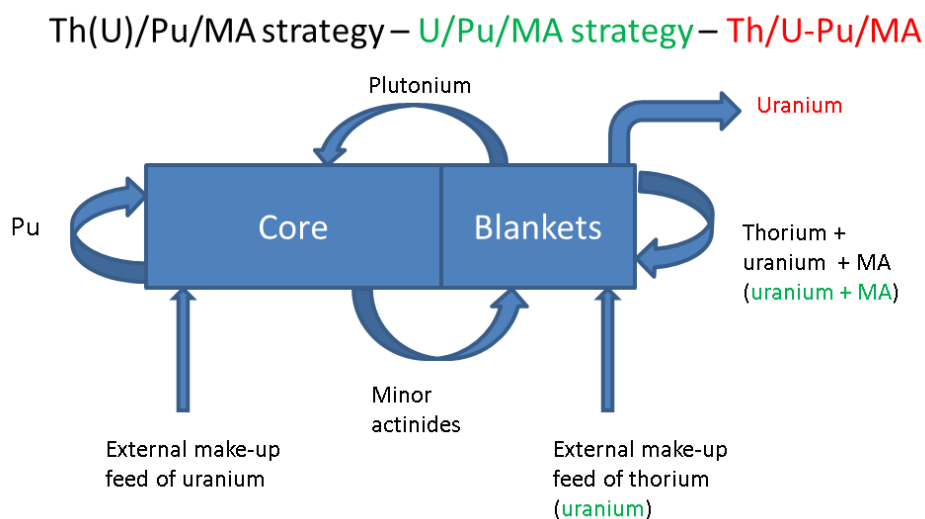 Th(U)/Pu/MA strategy – U/Pu/MA strategy – Th/U-Pu/MA
Plutonium
Uranium
Pu
Core
Blankets
Thorium +
uranium + MA
(uranium + MA)
Minor
actinides
External make-up
feed of uranium
External make-up
feed of thorium
(uranium)